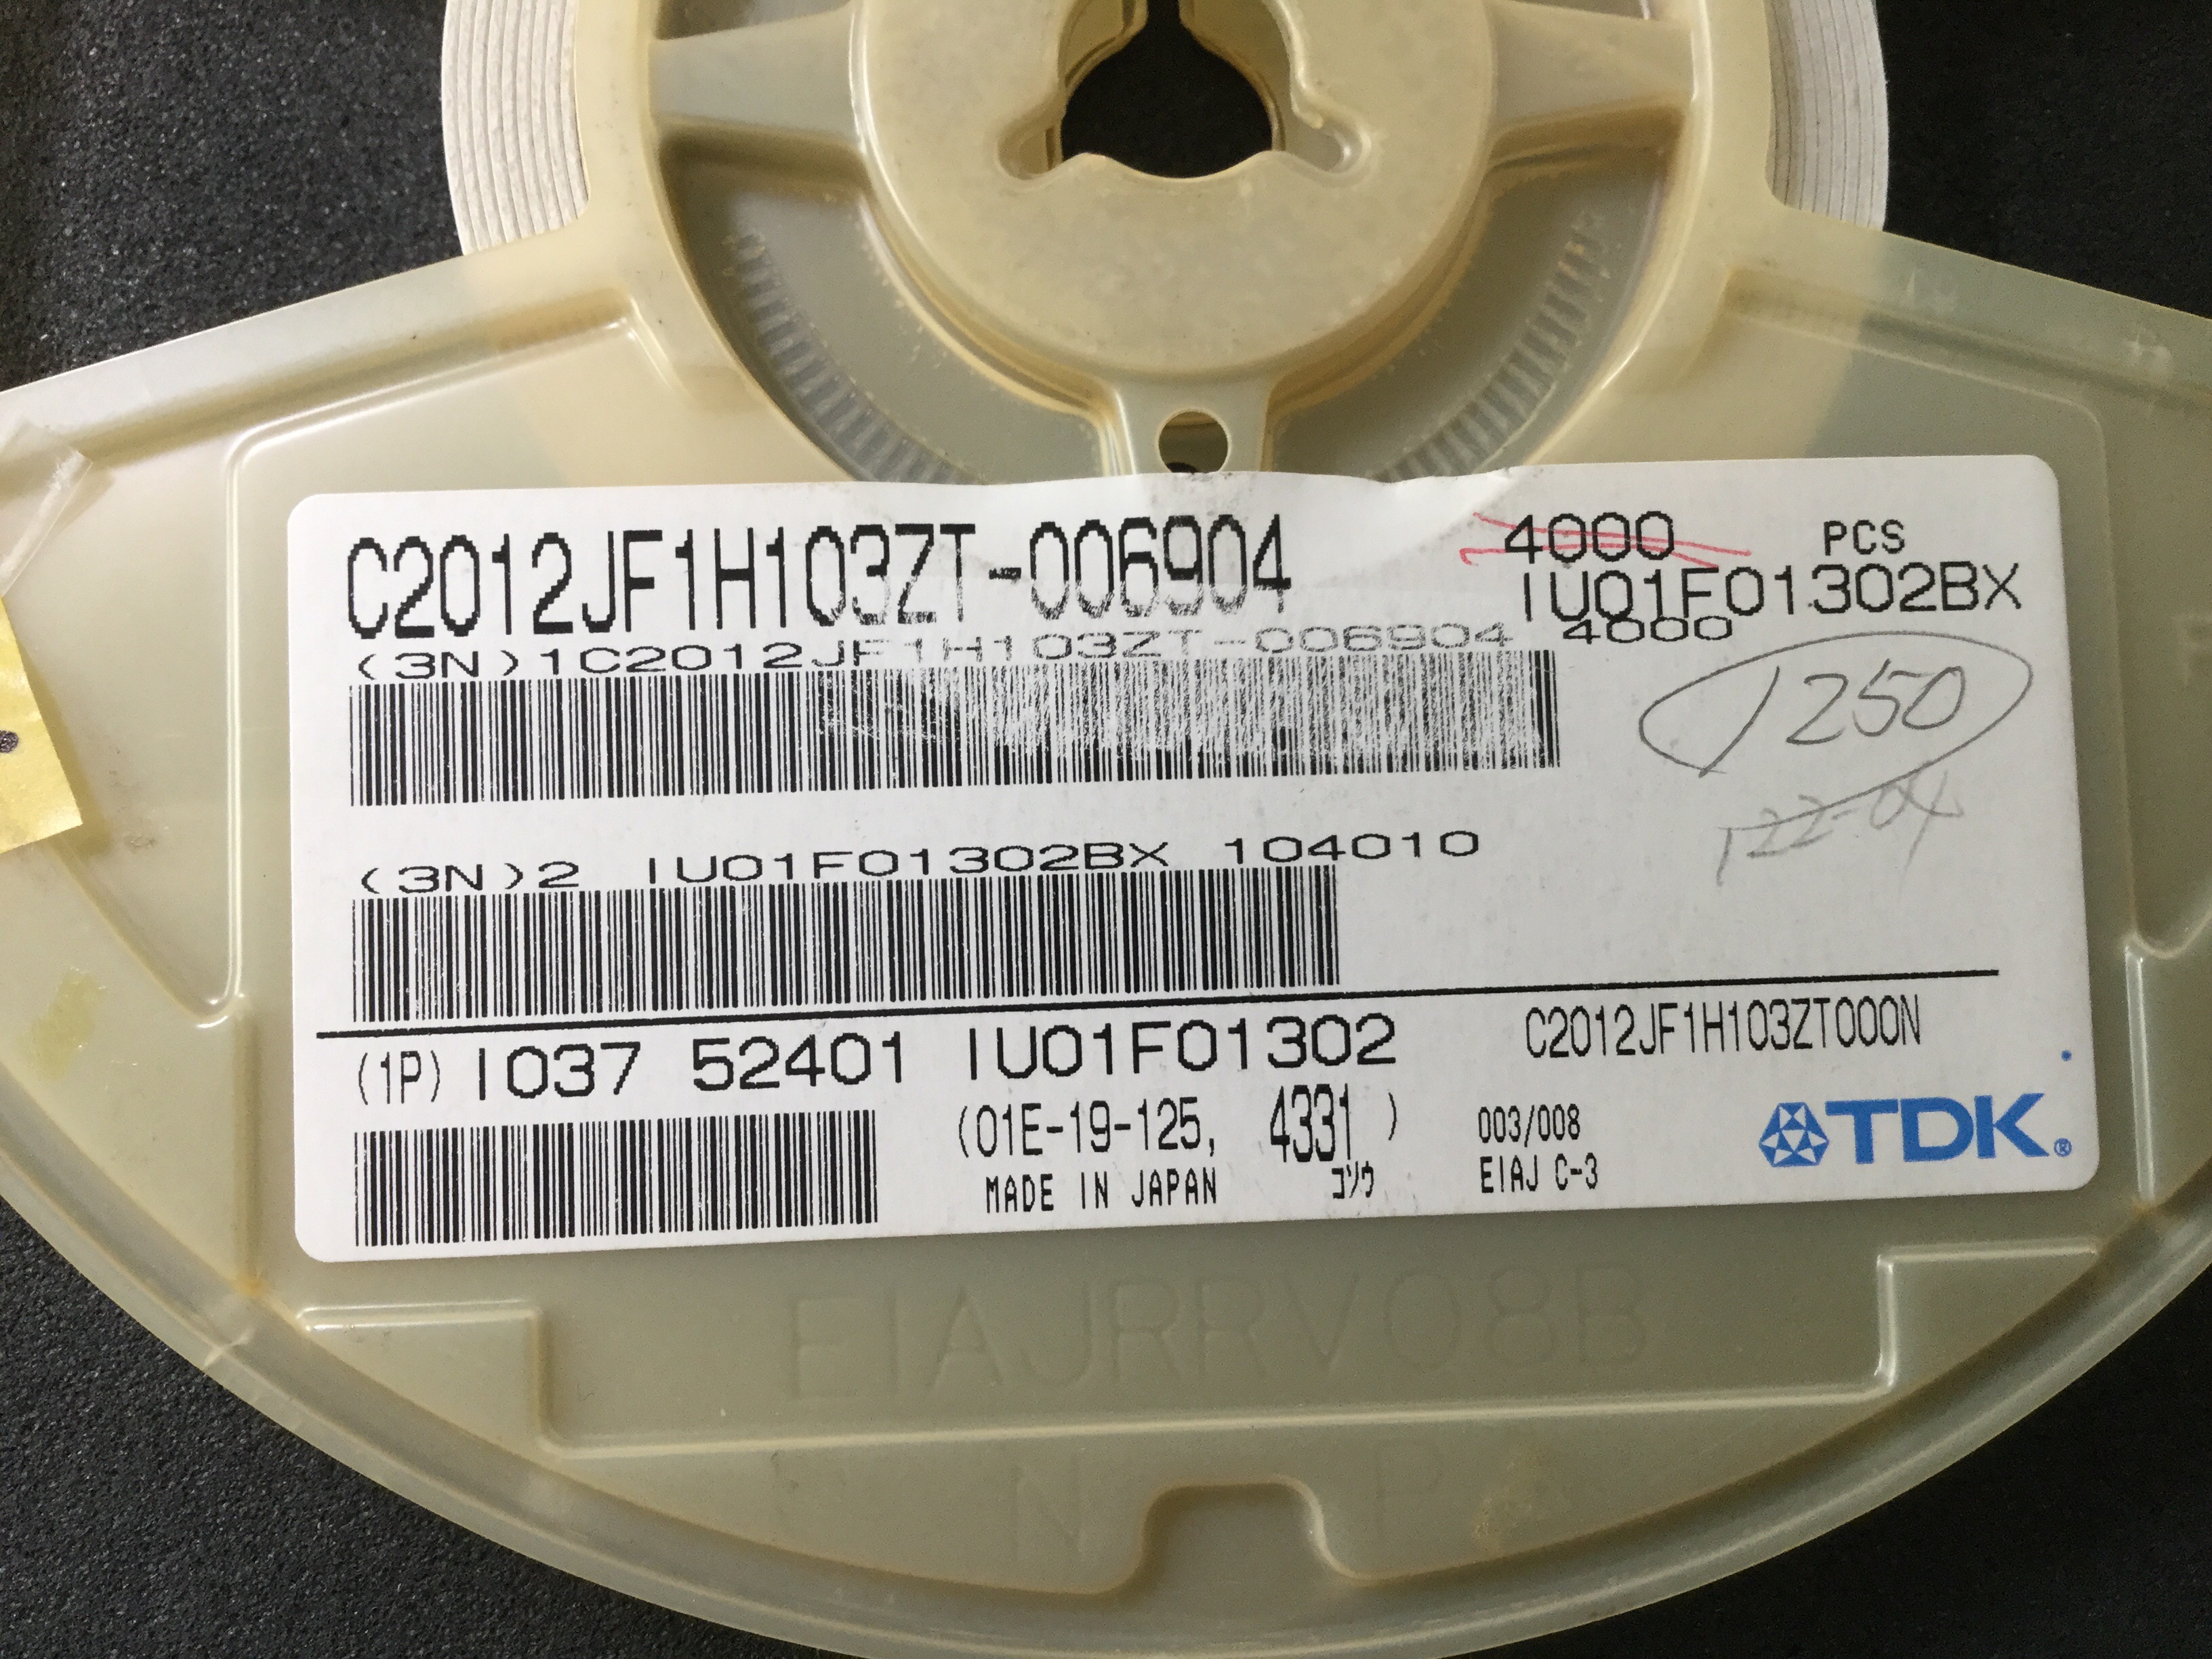 C2012JF1H103ZT-006904
4000 PCS
IU01F01302BX
(3N)1C2012JF1H103ZT-006904 4000
1250
(3N)2 IU01F01302BX 104010
(1P) I037 52401 IU01F01302
C2012JF1H103ZT000N
(01E-19-125, 4331 )
003/008
TDK®
MADE IN JAPAN
コソウ
EIAJ C-3
EIAJRRV08B
N P